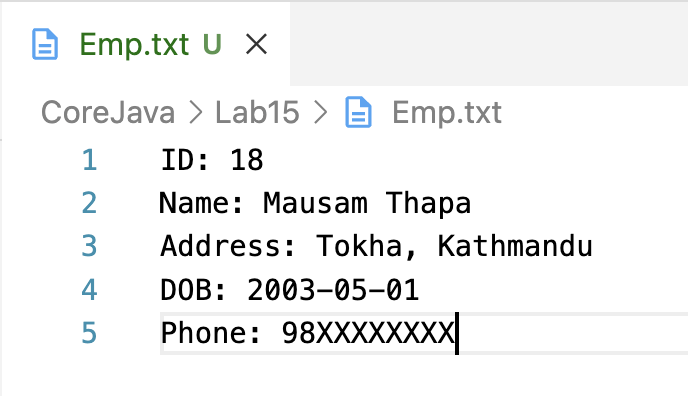 Emp.txt U
CoreJava > Lab15 > Emp.txt
1 ID: 18
2 Name: Mausam Thapa
3 Address: Tokha, Kathmandu
4 DOB: 2003-05-01
5 Phone: 98XXXXXXXX